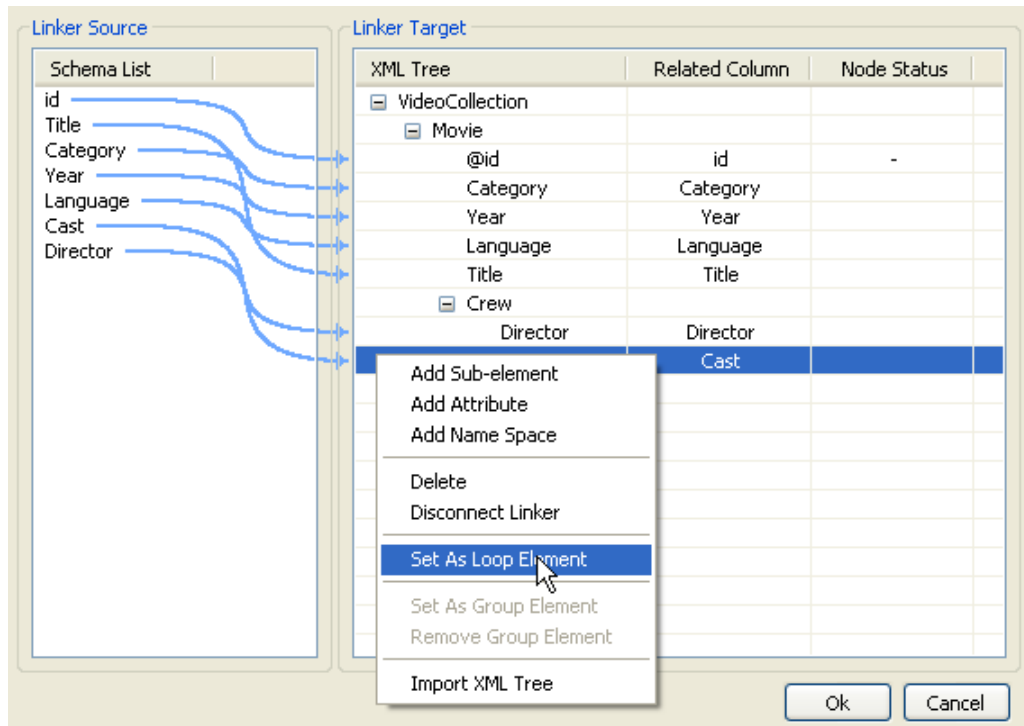 Linker Source
Schema List
id
Title
Category
Year
Language
Cast
Director
Linker Target
XML Tree Related Column Node Status
VideoCollection
Movie
@id id -
Category Category
Year Year
Language Language
Title Title
Crew
Director Director
Cast
Add Sub-element
Add Attribute
Add Name Space
Delete
Disconnect Linker
Set As Loop Element
Set As Group Element
Remove Group Element
Import XML Tree
Ok Cancel